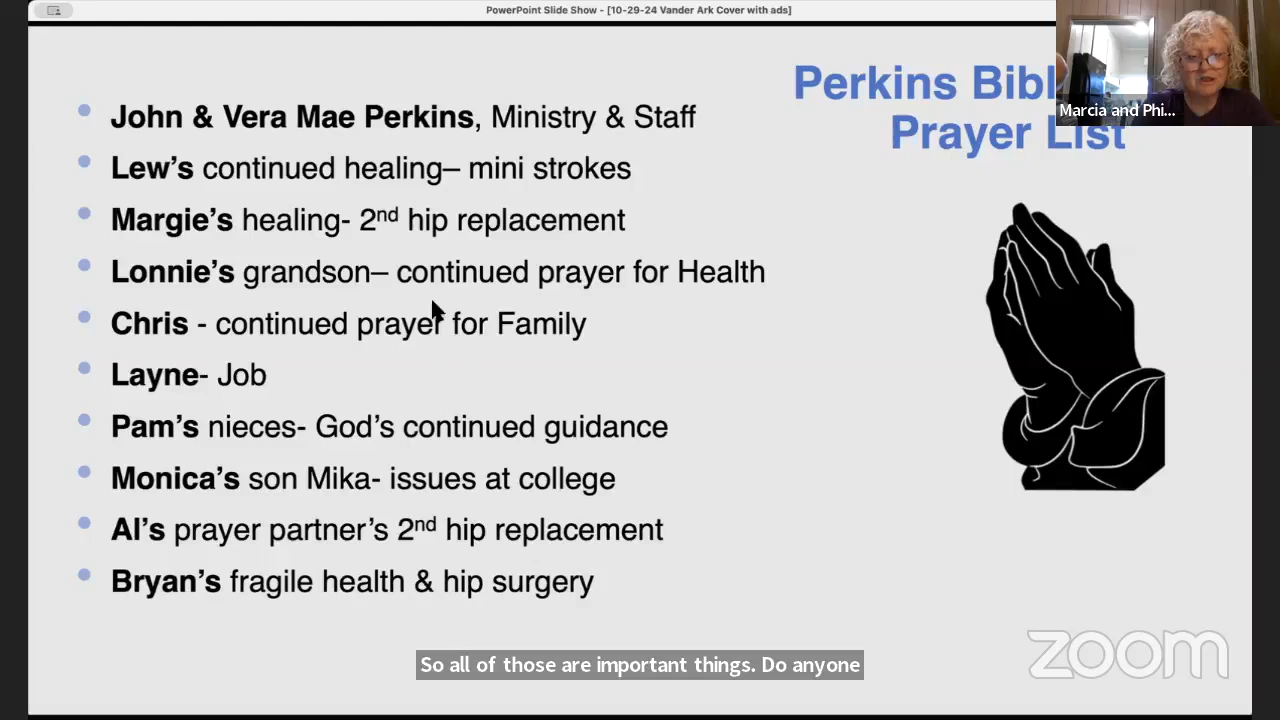 PowerPoint Slide Show - [10-29-24 Vander Ark Cover with ads]
Perkins
Prayer List
Marcia and Phi...
John & Vera Mae Perkins, Ministry & Staff
Lew's continued healing– mini strokes
Margie's healing- 2nd hip replacement
Lonnie's grandson– continued prayer for Health
Chris - continued prayer for Family
Layne- Job
Pam's nieces- God's continued guidance
Monica's son Mika- issues at college
Al's prayer partner's 2nd hip replacement
Bryan's fragile health & hip surgery
So all of those are important things. Do anyone
zoom